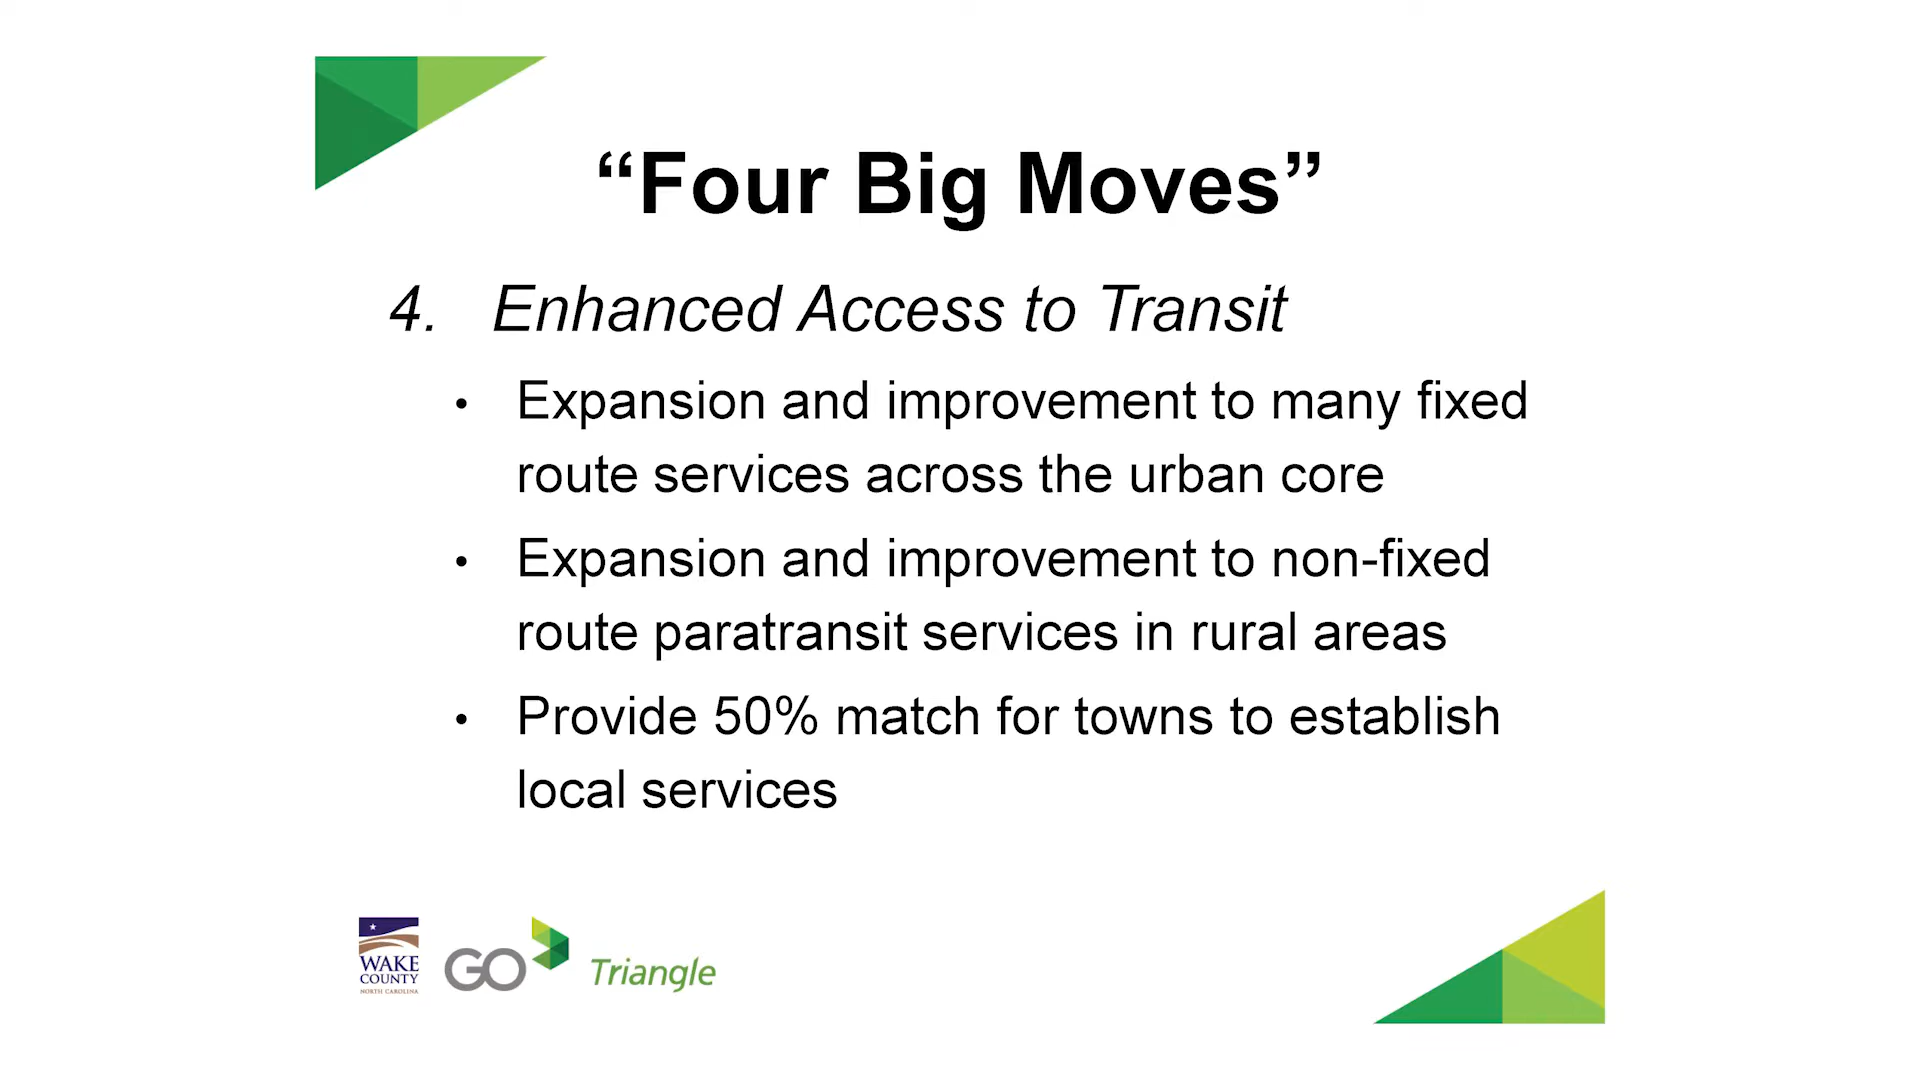 “Four Big Moves”
4. Enhanced Access to Transit
• Expansion and improvement to many fixed
route services across the urban core
• Expansion and improvement to non-fixed
route paratransit services in rural areas
• Provide 50% match for towns to establish
local services
WAKE
COUNTY
NORTH CAROLINA
GO Triangle